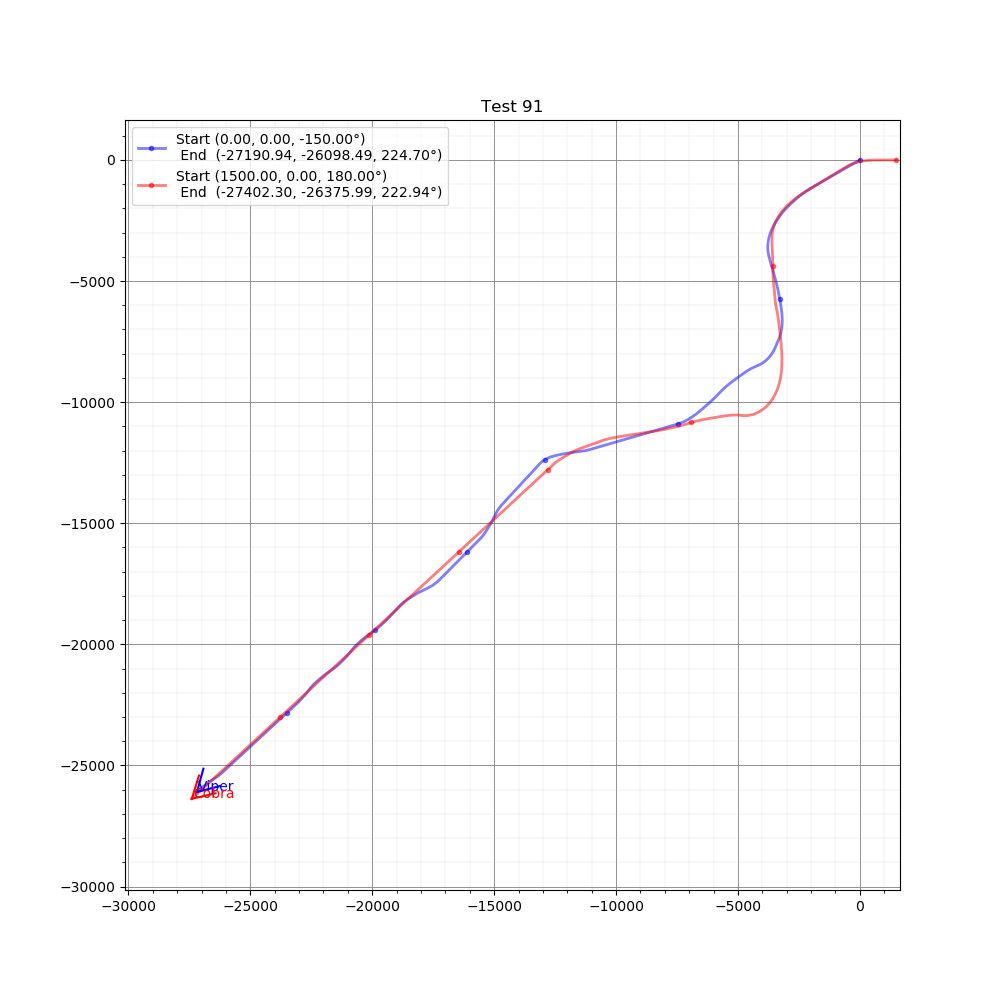 Test 91
Start (0.00, 0.00, -150.00°)
End (-27190.94, -26098.49, 224.70°)
Start (1500.00, 0.00, 180.00°)
End (-27402.30, -26375.99, 222.94°)
0
−5000
−10000
−15000
−20000
−25000
−30000
Viper
Cobra
−30000 −25000 −20000 −15000 −10000 −5000 0